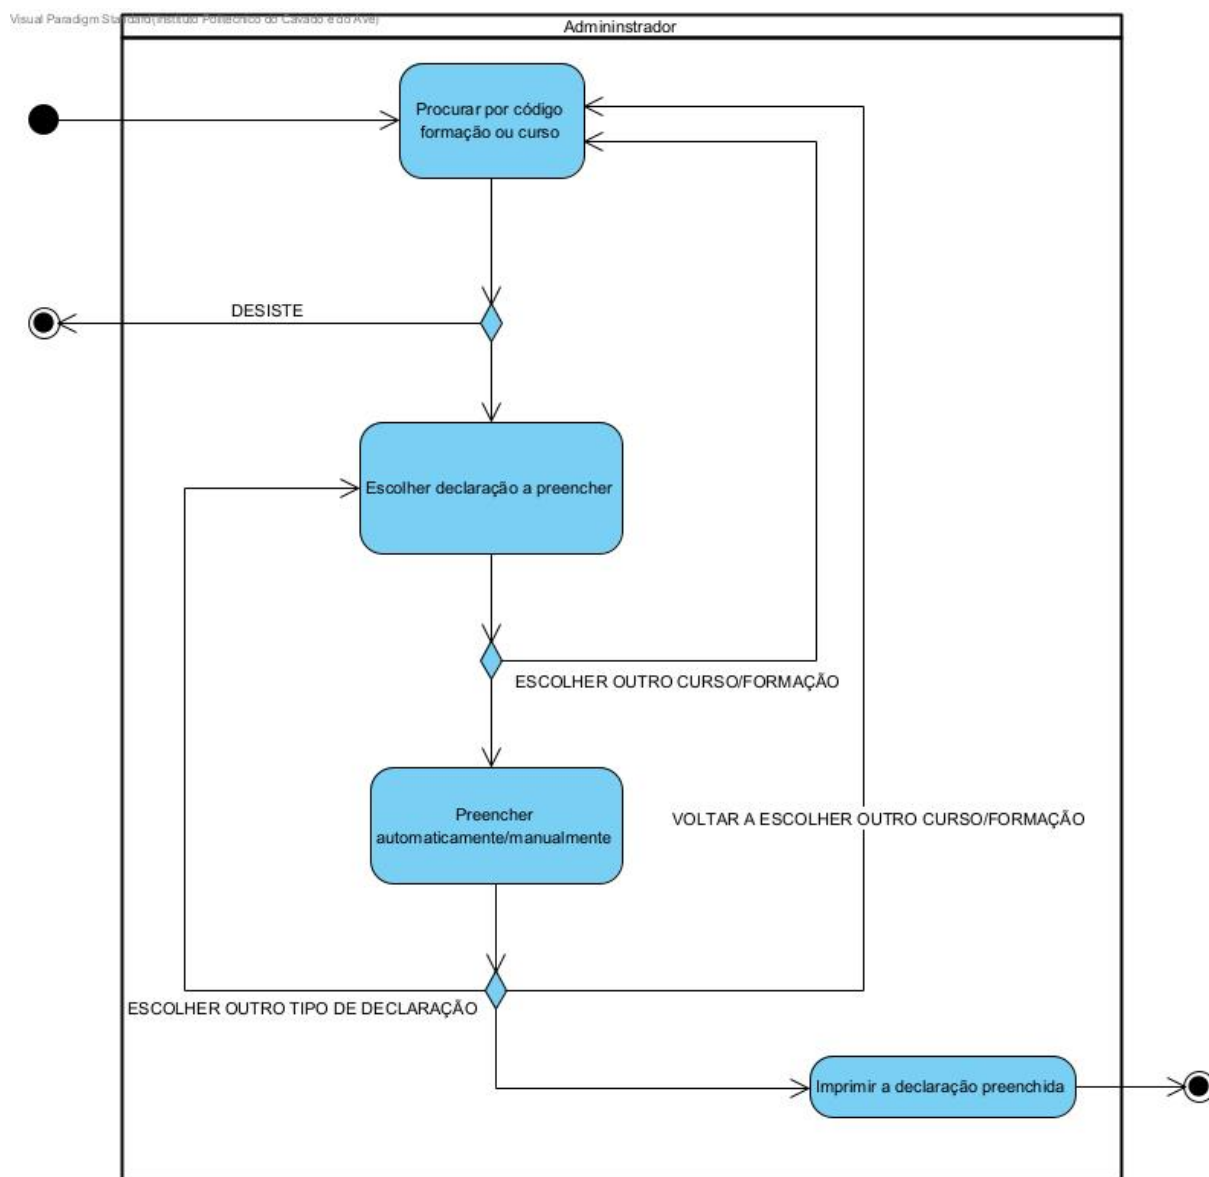 Visual Paradigm Standard(Instituto Politécnico do Cávado e do Ave)
Admininstrador
Procurar por código
formação ou curso
DESISTE
Escolher declaração a preencher
ESCOLHER OUTRO CURSO/FORMAÇÃO
Preencher
automaticamente/manualmente
VOLTAR A ESCOLHER OUTRO CURSO/FORMAÇÃO
ESCOLHER OUTRO TIPO DE DECLARAÇÃO
Imprimir a declaração preenchida